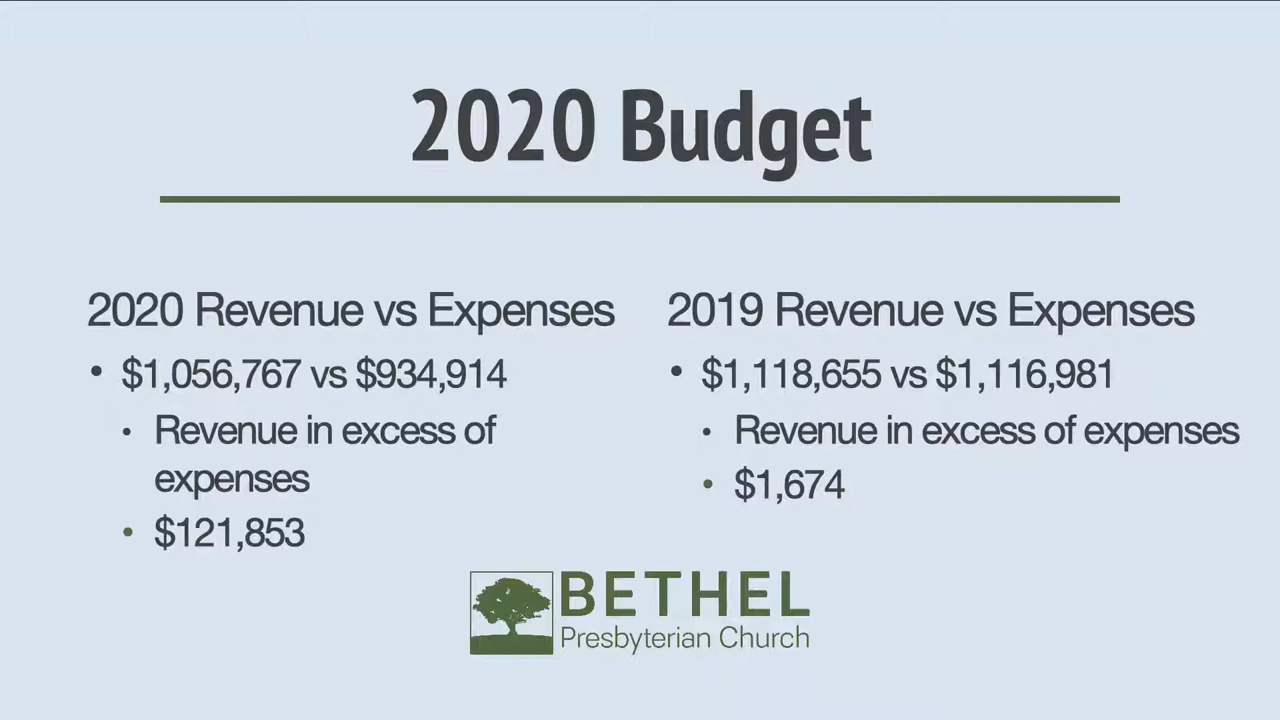 2020 Budget
2020 Revenue vs Expenses
• $1,056,767 vs $934,914
• Revenue in excess of
expenses
• $121,853
2019 Revenue vs Expenses
• $1,118,655 vs $1,116,981
• Revenue in excess of expenses
• $1,674
BETHEL
Presbyterian Church